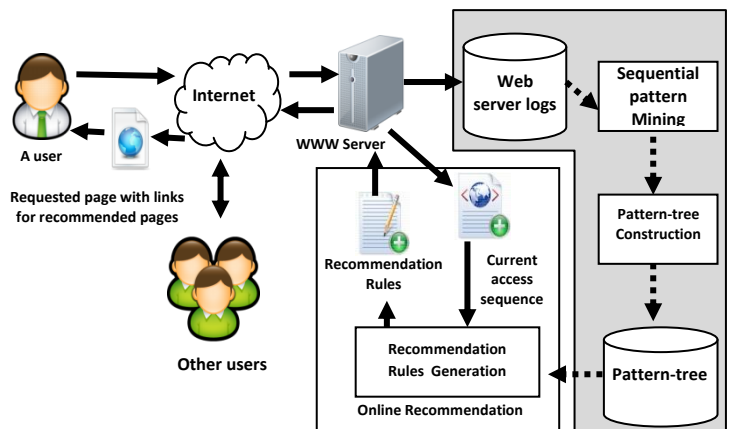 A user
Requested page with links
for recommended pages
Internet
Other users
WWW Server
Web
server logs
Sequential
pattern
Mining
Pattern-tree
Construction
Pattern-tree
Recommendation
Rules
Current
access
sequence
Recommendation
Rules Generation
Online Recommendation